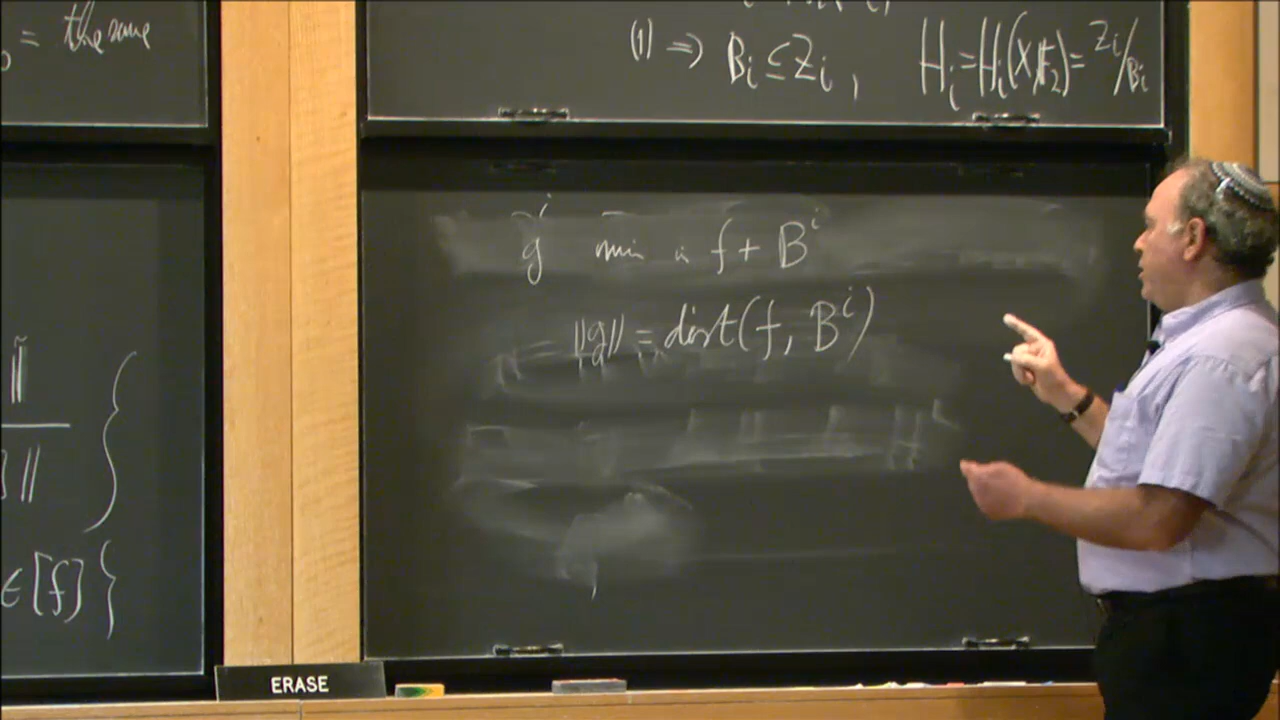 = the same
(1) ⇒ Bᵢ ≤ Zᵢ , Hᵢ = Hᵢ(X, F₂) = Zᵢ/Bᵢ
g min in f + Bⁱ
‖g‖ = dist(f, Bⁱ)
‖
‖
∈ [f] }
ERASE